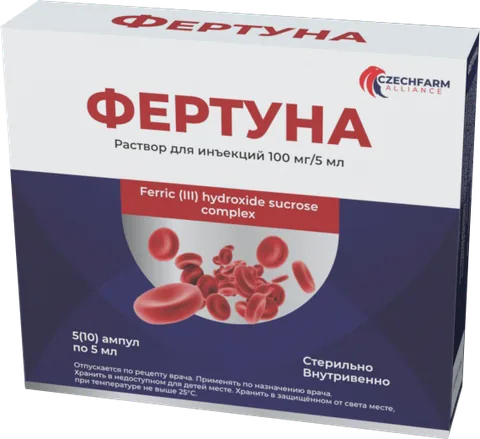 ФЕРТУНА
CZECHFARM
ALLIANCE
ФЕРТУНА
Раствор для инъекций 100 мг/5 мл
Ferric (III) hydroxide sucrose
complex
5(10) ампул
по 5 мл
Стерильно
Внутривенно
Отпускается по рецепту врача. Применять по назначению врача.
Хранить в недоступном для детей месте. Хранить в защищённом от света месте,
при температуре не выше 25°C.